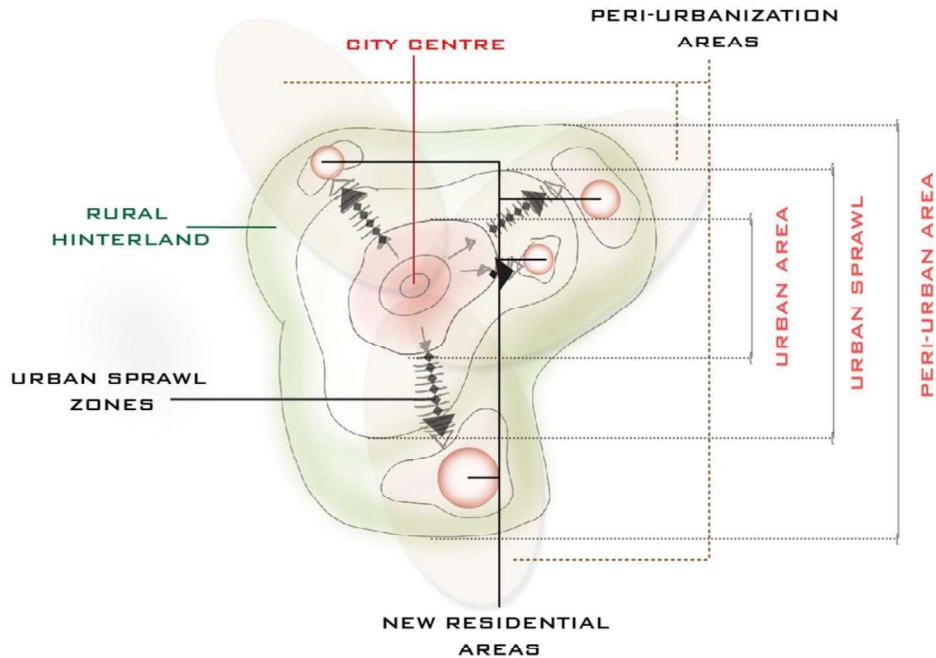 PERI-URBANIZATION
AREAS
CITY CENTRE
RURAL
HINTERLAND
URBAN AREA
URBAN SPRAWL
PERI-URBAN AREA
URBAN SPRAWL
ZONES
NEW RESIDENTIAL
AREAS